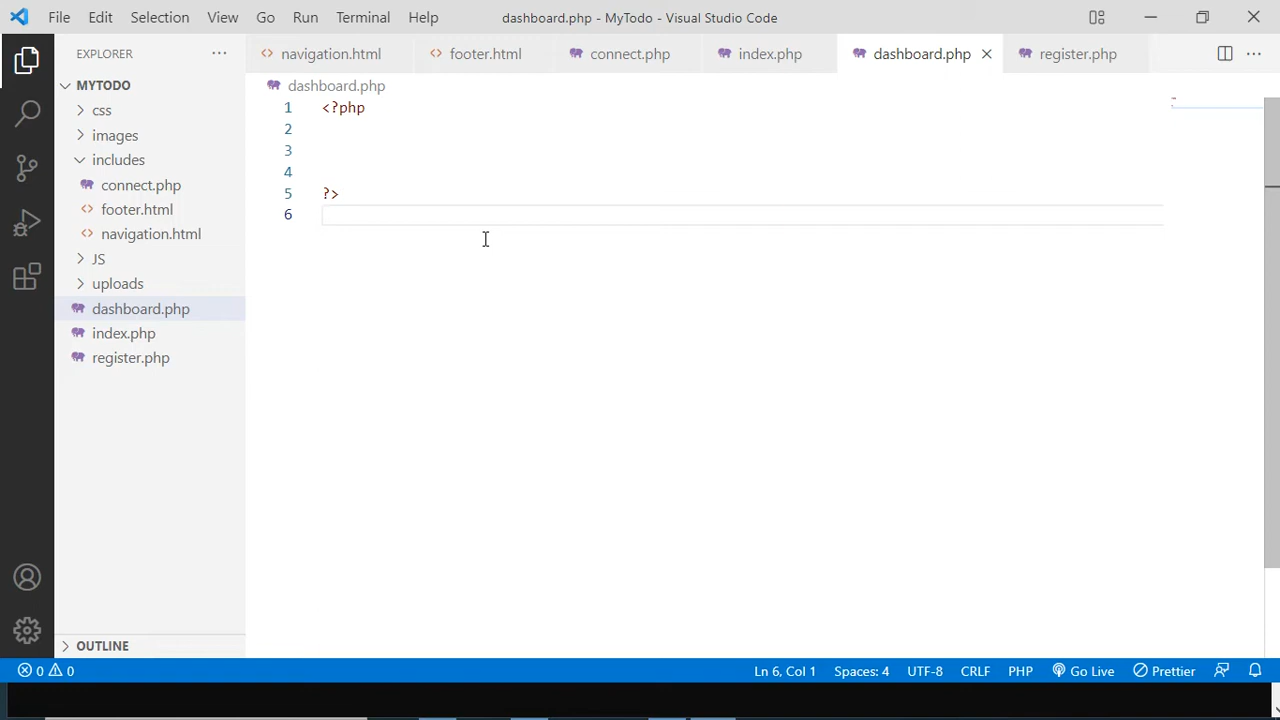 File Edit Selection View Go Run Terminal Help dashboard.php - MyTodo - Visual Studio Code
EXPLORER
navigation.html footer.html connect.php index.php dashboard.php register.php
MYTODO
dashboard.php
css
images
includes
connect.php
footer.html
navigation.html
JS
uploads
dashboard.php
index.php
register.php
1 <?php
2
3
4
5 ?>
6
OUTLINE
0 0 Ln 6, Col 1 Spaces: 4 UTF-8 CRLF PHP Go Live Prettier